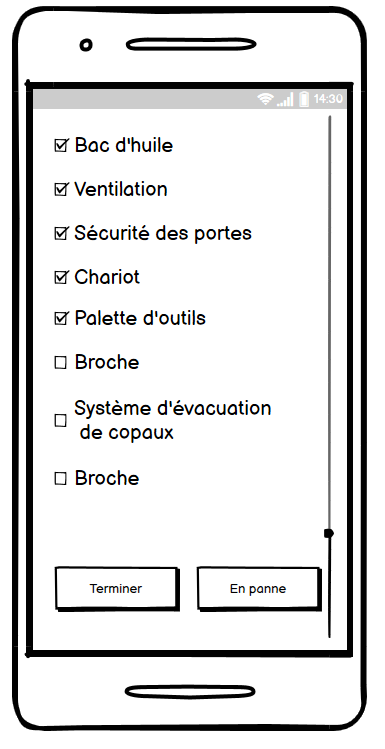 14:30
Bac d'huile
Ventilation
Sécurité des portes
Chariot
Palette d'outils
Broche
Système d'évacuation
de copaux
Broche
Terminer
En panne